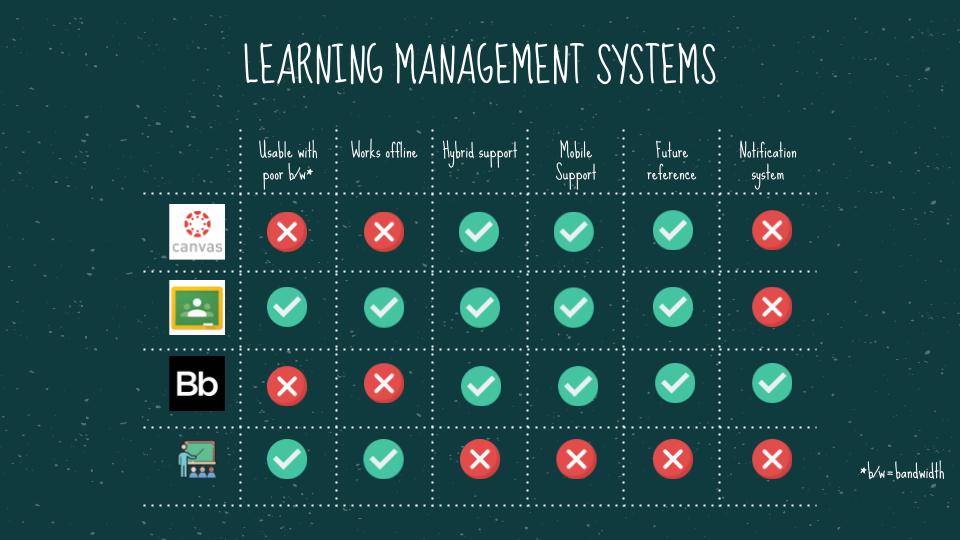 LEARNING MANAGEMENT SYSTEMS
Usable with
poor b/w*
Works offline
Hybrid support
Mobile
Support
Future
reference
Notification
system
canvas
Bb
*b/w=bandwidth